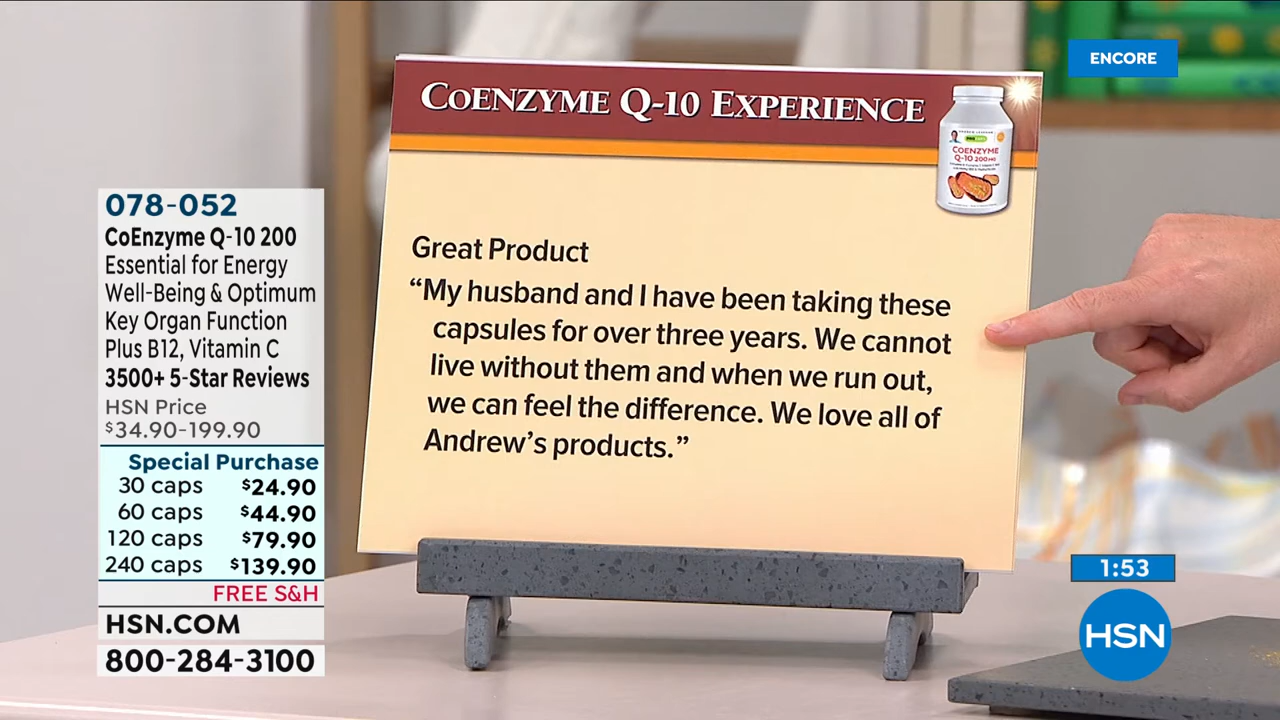 ENCORE
COENZYME Q-10 EXPERIENCE
COENZYME
Q-10 200 MG
Great Product
“My husband and I have been taking these
capsules for over three years. We cannot
live without them and when we run out,
we can feel the difference. We love all of
Andrew’s products.”
078-052
CoEnzyme Q-10 200
Essential for Energy
Well-Being & Optimum
Key Organ Function
Plus B12, Vitamin C
3500+ 5-Star Reviews
HSN Price
$34.90-199.90
Special Purchase
30 caps $24.90
60 caps $44.90
120 caps $79.90
240 caps $139.90
FREE S&H
HSN.COM
800-284-3100
1:53
HSN